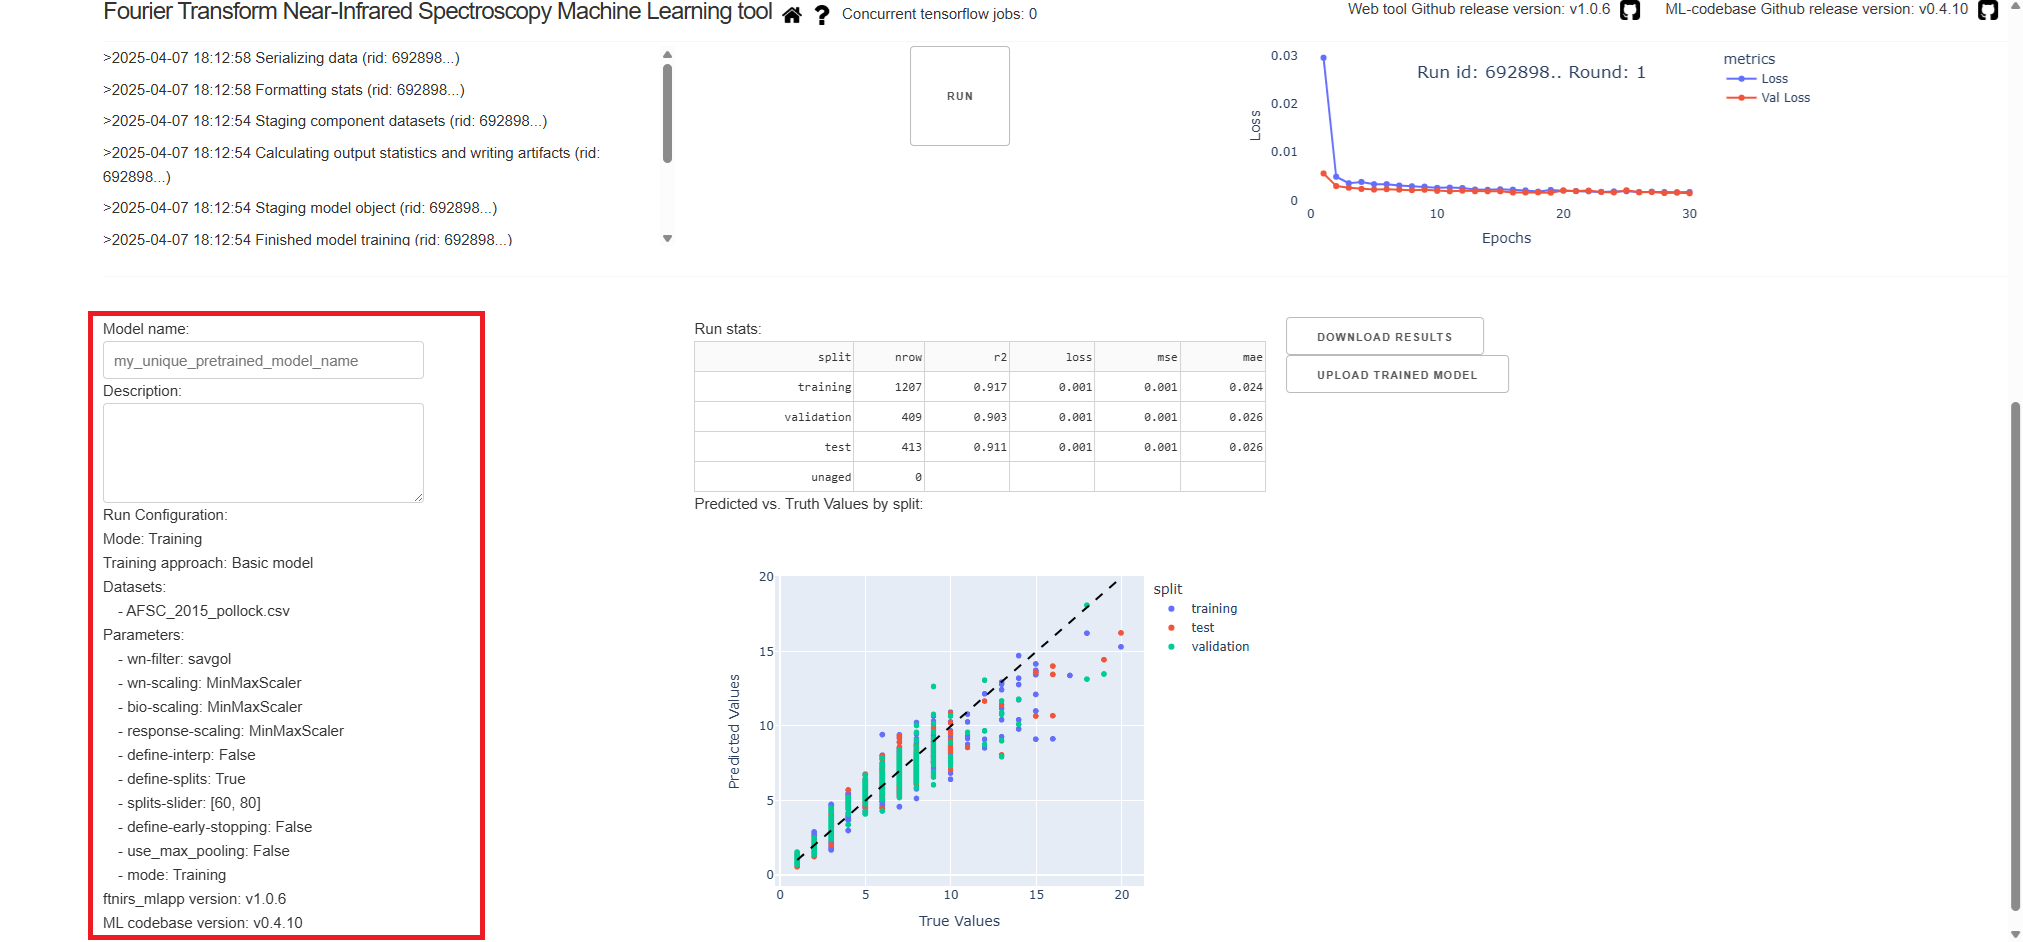 Fourier Transform Near-Infrared Spectroscopy Machine Learning tool
Concurrent tensorflow jobs: 0
Web tool Github release version: v1.0.6
ML-codebase Github release version: v0.4.10
>2025-04-07 18:12:58 Serializing data (rid: 692898...)
>2025-04-07 18:12:58 Formatting stats (rid: 692898...)
>2025-04-07 18:12:54 Staging component datasets (rid: 692898...)
>2025-04-07 18:12:54 Calculating output statistics and writing artifacts (rid:
692898...)
>2025-04-07 18:12:54 Staging model object (rid: 692898...)
>2025-04-07 18:12:54 Finished model training (rid: 692898...)
RUN
Run id: 692898.. Round: 1
metrics
Loss
Val Loss
0.03
0.02
0.01
0
Loss
0 10 20 30
Epochs
Model name:
my_unique_pretrained_model_name
Description:
Run Configuration:
Mode: Training
Training approach: Basic model
Datasets:
- AFSC_2015_pollock.csv
Parameters:
- wn-filter: savgol
- wn-scaling: MinMaxScaler
- bio-scaling: MinMaxScaler
- response-scaling: MinMaxScaler
- define-interp: False
- define-splits: True
- splits-slider: [60, 80]
- define-early-stopping: False
- use_max_pooling: False
- mode: Training
ftnirs_mlapp version: v1.0.6
ML codebase version: v0.4.10
Run stats:
split nrow r2 loss mse mae
training 1207 0.917 0.001 0.001 0.024
validation 409 0.903 0.001 0.001 0.026
test 413 0.911 0.001 0.001 0.026
unaged 0
Predicted vs. Truth Values by split:
20
15
10
5
0
Predicted Values
0 5 10 15 20
True Values
split
training
test
validation
DOWNLOAD RESULTS
UPLOAD TRAINED MODEL